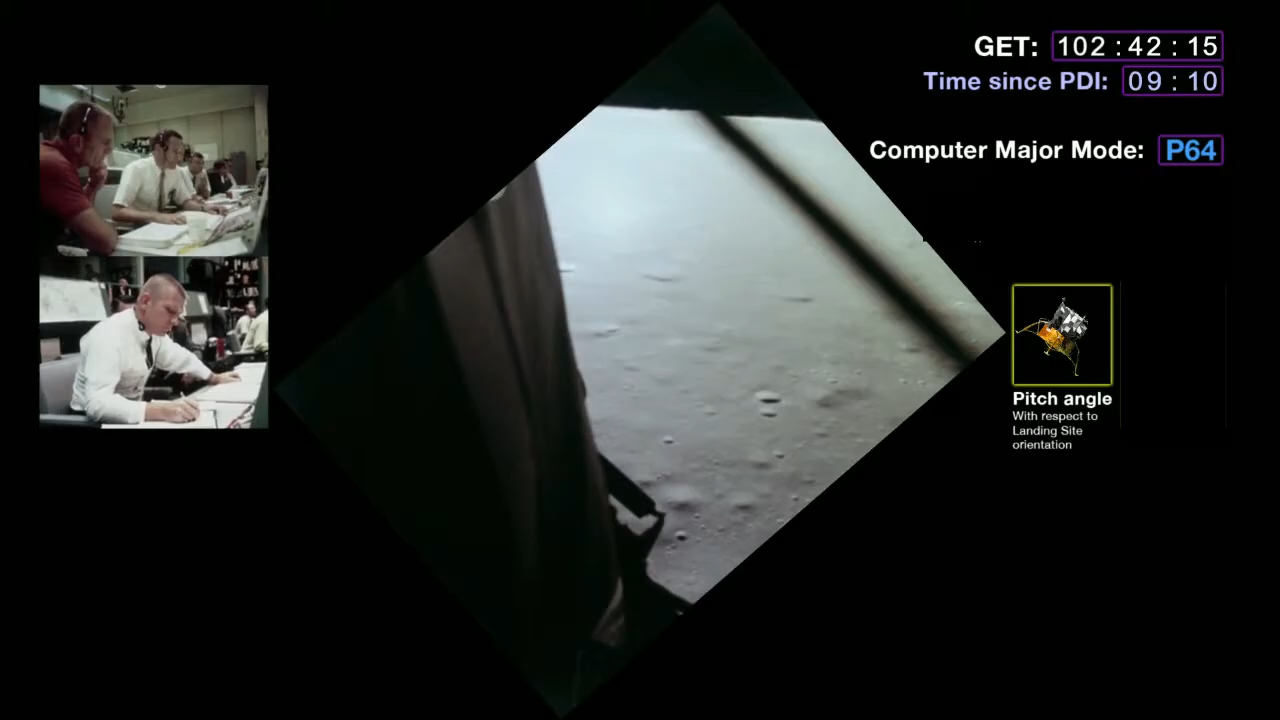 GET: 102:42:15
Time since PDI: 09:10
Computer Major Mode: P64
Pitch angle
With respect to
Landing Site
orientation